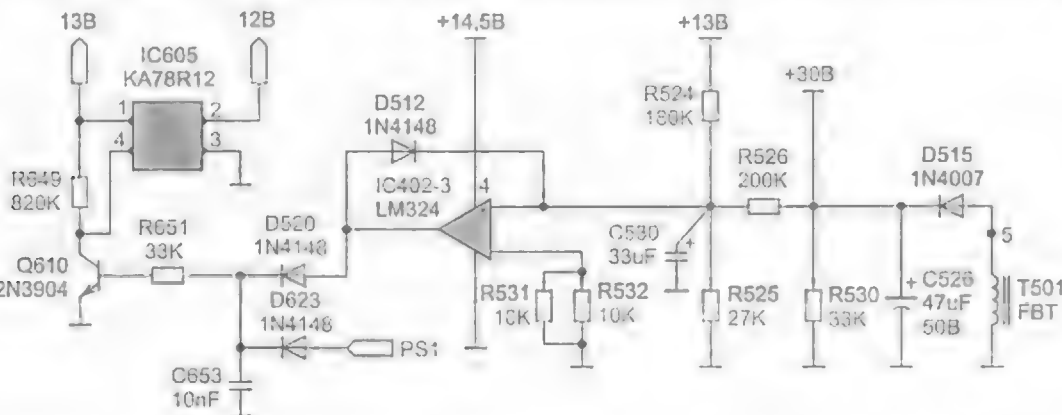 13В
12В
IC605
KA78R12
1
2
4
3
R649
820K
Q610
2N3904
R651
33K
D520
1N4148
D623
1N4148
PS1
C653
10nF
+14,5В
D512
1N4148
IC402-3
LM324
4
R531
10K
R532
10K
+13В
R524
180K
C530
33uF
R525
27K
R526
200K
+30В
R530
33K
D515
1N4007
5
C526
47uF
50В
T501
FBT